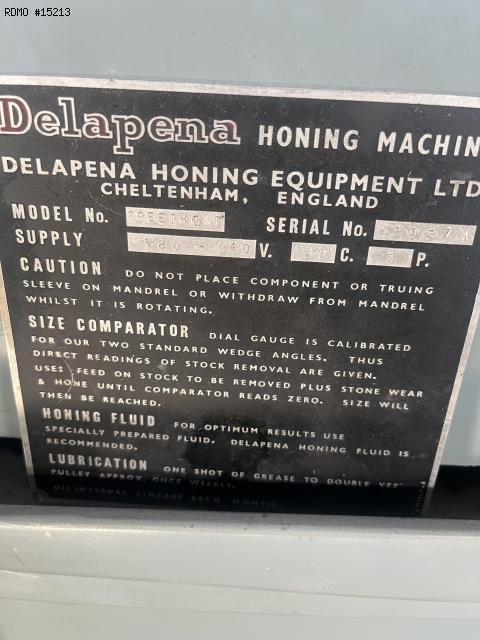 RDMO #15213
Delapena HONING MACHIN
DELAPENA HONING EQUIPMENT LTD
CHELTENHAM, ENGLAND
MODEL No. SERIAL No.
SUPPLY 380 - 440 V. C. 3 P.
CAUTION DO NOT PLACE COMPONENT OR TRUING
SLEEVE ON MANDREL OR WITHDRAW FROM MANDREL
WHILST IT IS ROTATING.
SIZE COMPARATOR DIAL GAUGE IS CALIBRATED
FOR OUR TWO STANDARD WEDGE ANGLES. THUS
DIRECT READINGS OF STOCK REMOVAL ARE GIVEN.
USE: FEED ON STOCK TO BE REMOVED PLUS STONE WEAR
& HONE UNTIL COMPARATOR READS ZERO. SIZE WILL
THEN BE REACHED.
HONING FLUID FOR OPTIMUM RESULTS USE
SPECIALLY PREPARED FLUID. DELAPENA HONING FLUID IS
RECOMMENDED.
LUBRICATION ONE SHOT OF GREASE TO DOUBLE VEE
PULLEY APPROX. ONCE WEEKLY.
OIL INTERNAL LINKAGE EACH MONTH.